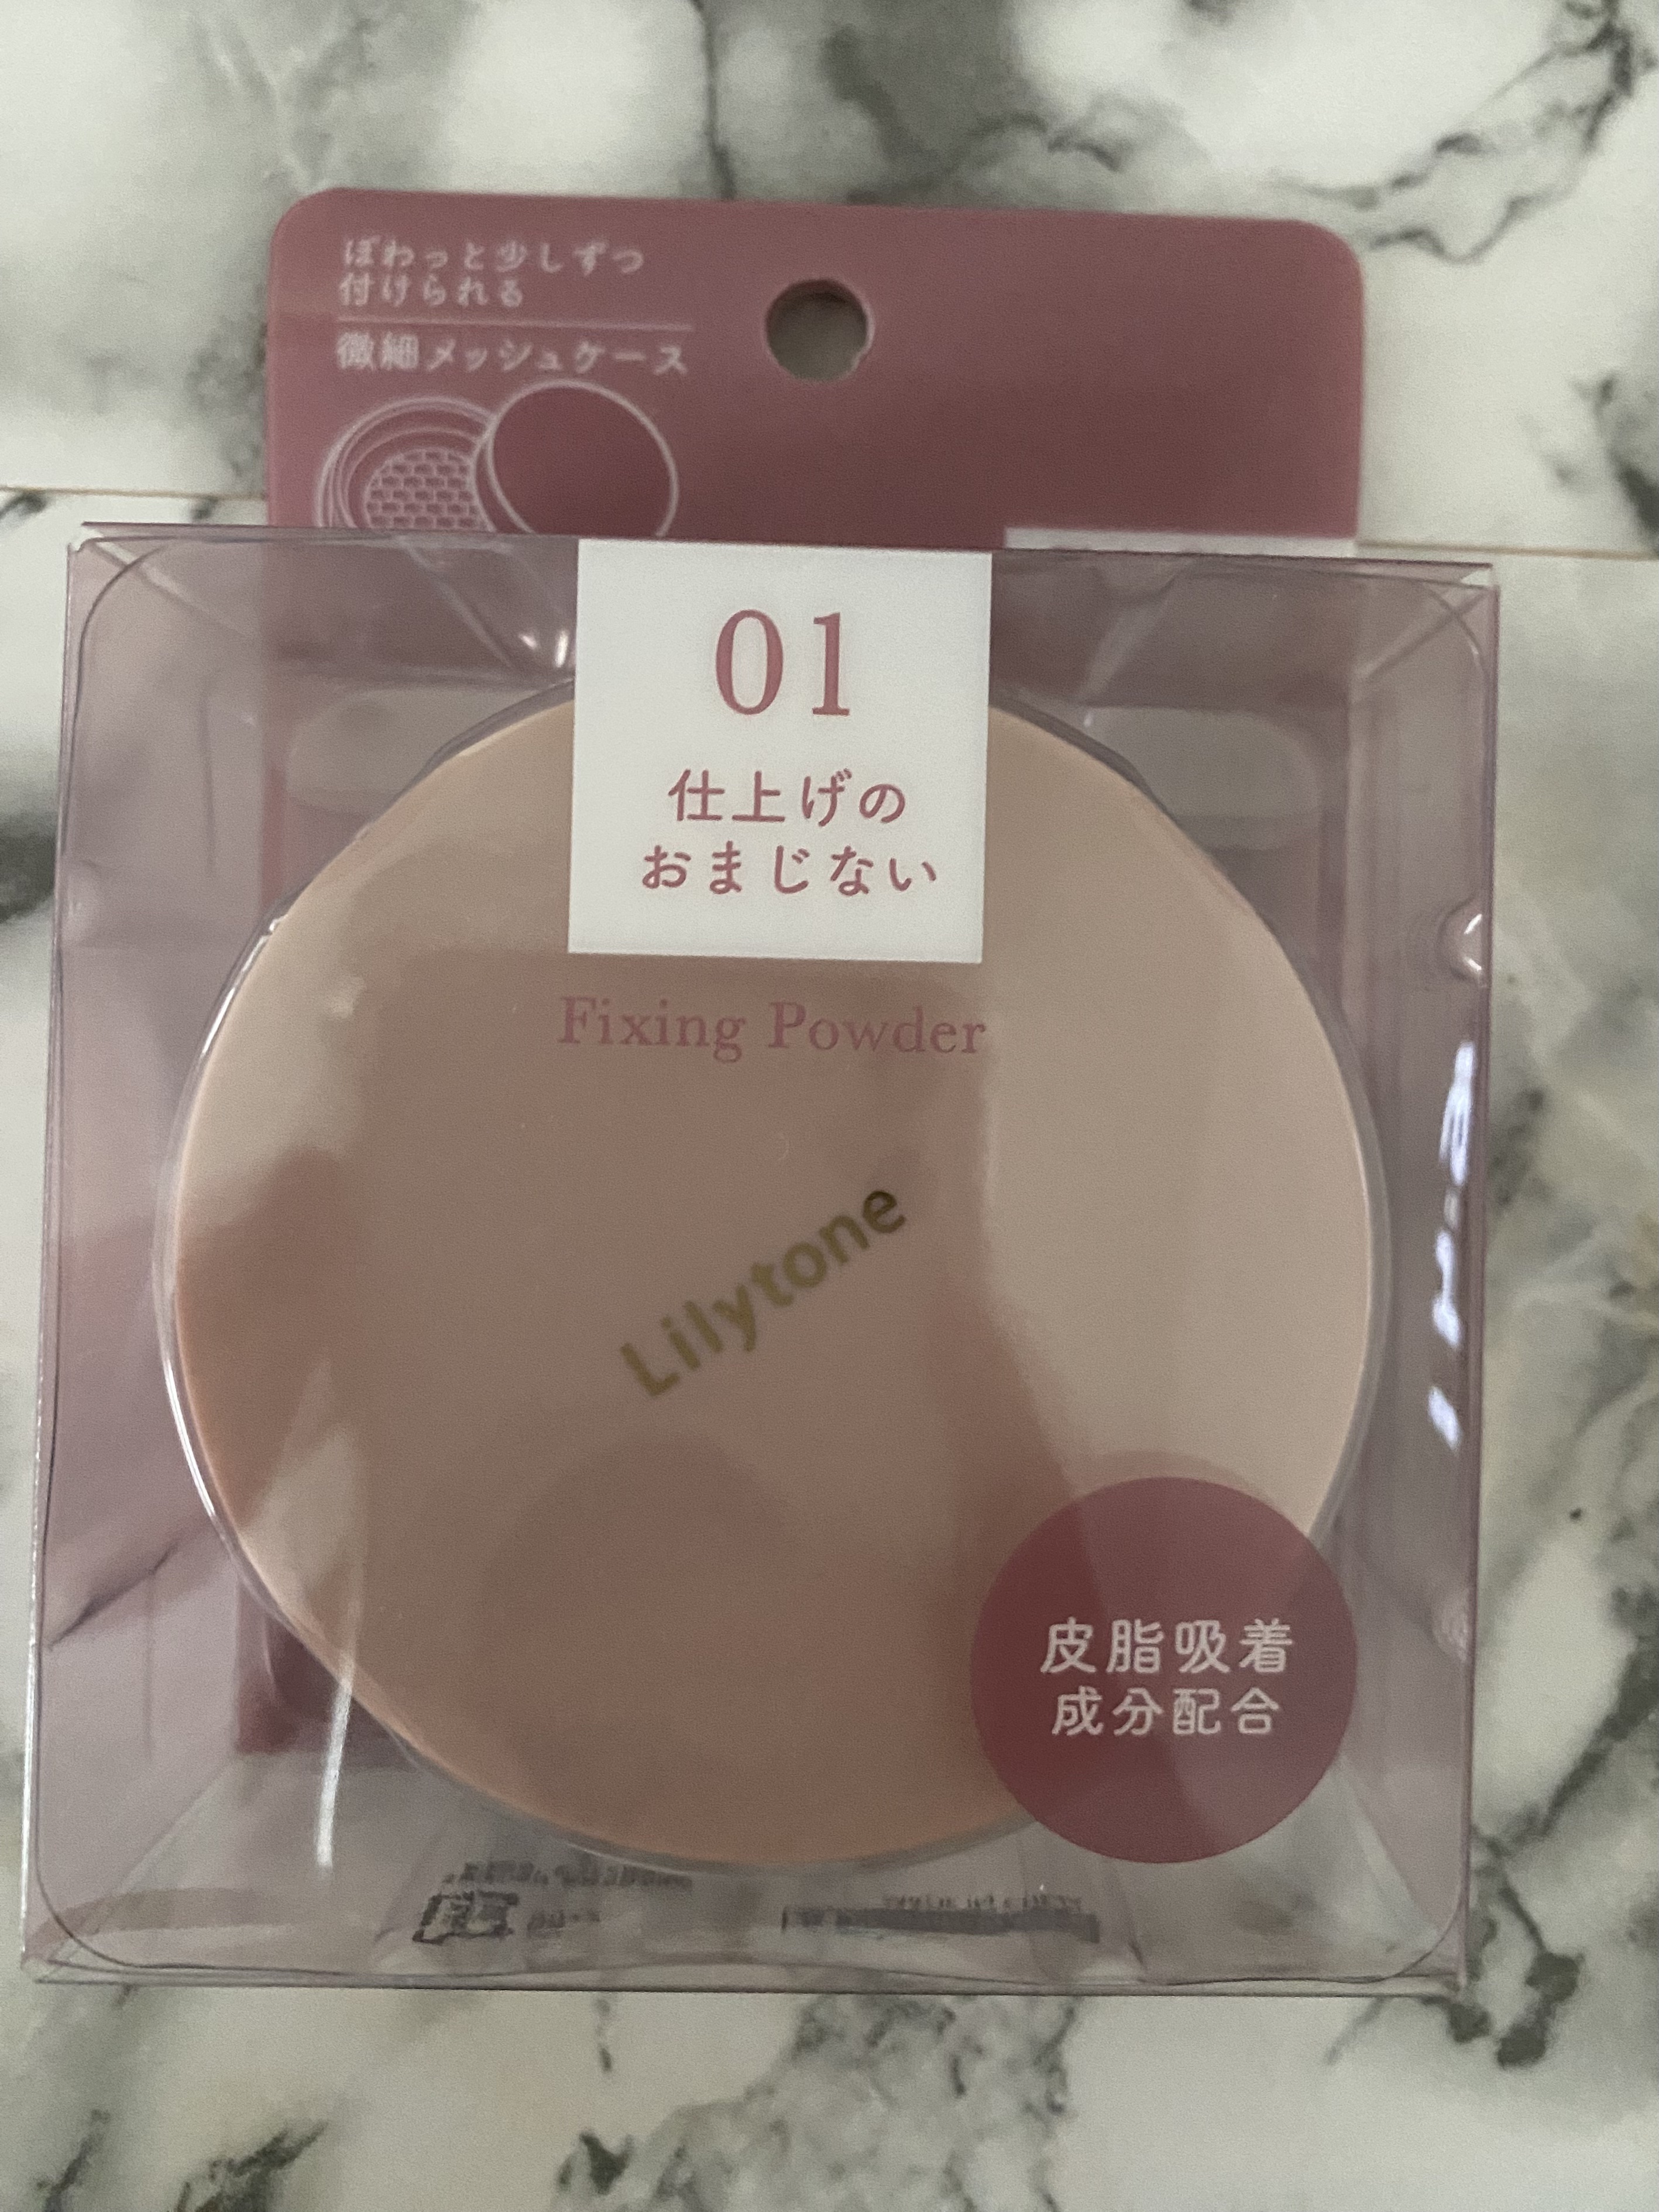 ぽわっと少しずつ
付けられる
微細メッシュケース
01
仕上げの
おまじない
Fixing Powder
Lilytone
皮脂吸着
成分配合